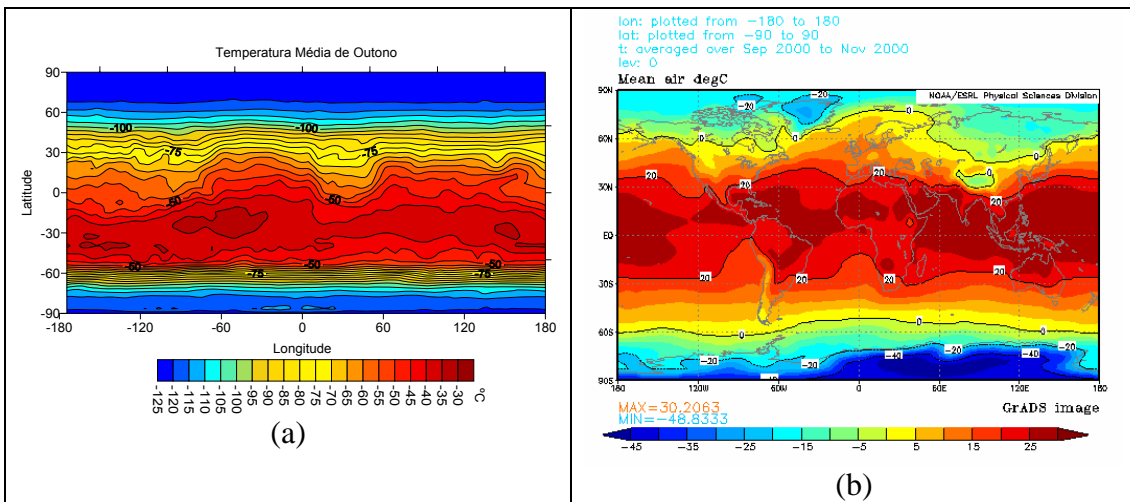 Temperatura Média de Outono
90
60
30
0
-30
-60
-90
Latitude
-100
-100
-75
-75
-50
-50
-50
-50
-75
-75
-180 -120 -60 0 60 120 180
Longitude
-125 -120 -115 -110 -105 -100 -95 -90 -85 -80 -75 -70 -65 -60 -55 -50 -45 -40 -35 -30 °C
(a)
lon: plotted from -180 to 180
lat: plotted from -90 to 90
t: averaged over Sep 2000 to Nov 2000
lev: 0
Mean air degC
NOAA/ESRL Physical Sciences Division
90N
60N
30N
EQ
30S
60S
90S
-20
-20
0
0
0
0
20
20
20
20
20
20
20
20
0
0
-20
-20
-20
-20
-40
-40
180 120W 60W 0 60E 120E 180
MAX=30.2063
MIN=-48.8333
GrADS image
-45 -35 -25 -15 -5 5 15 25
(b)